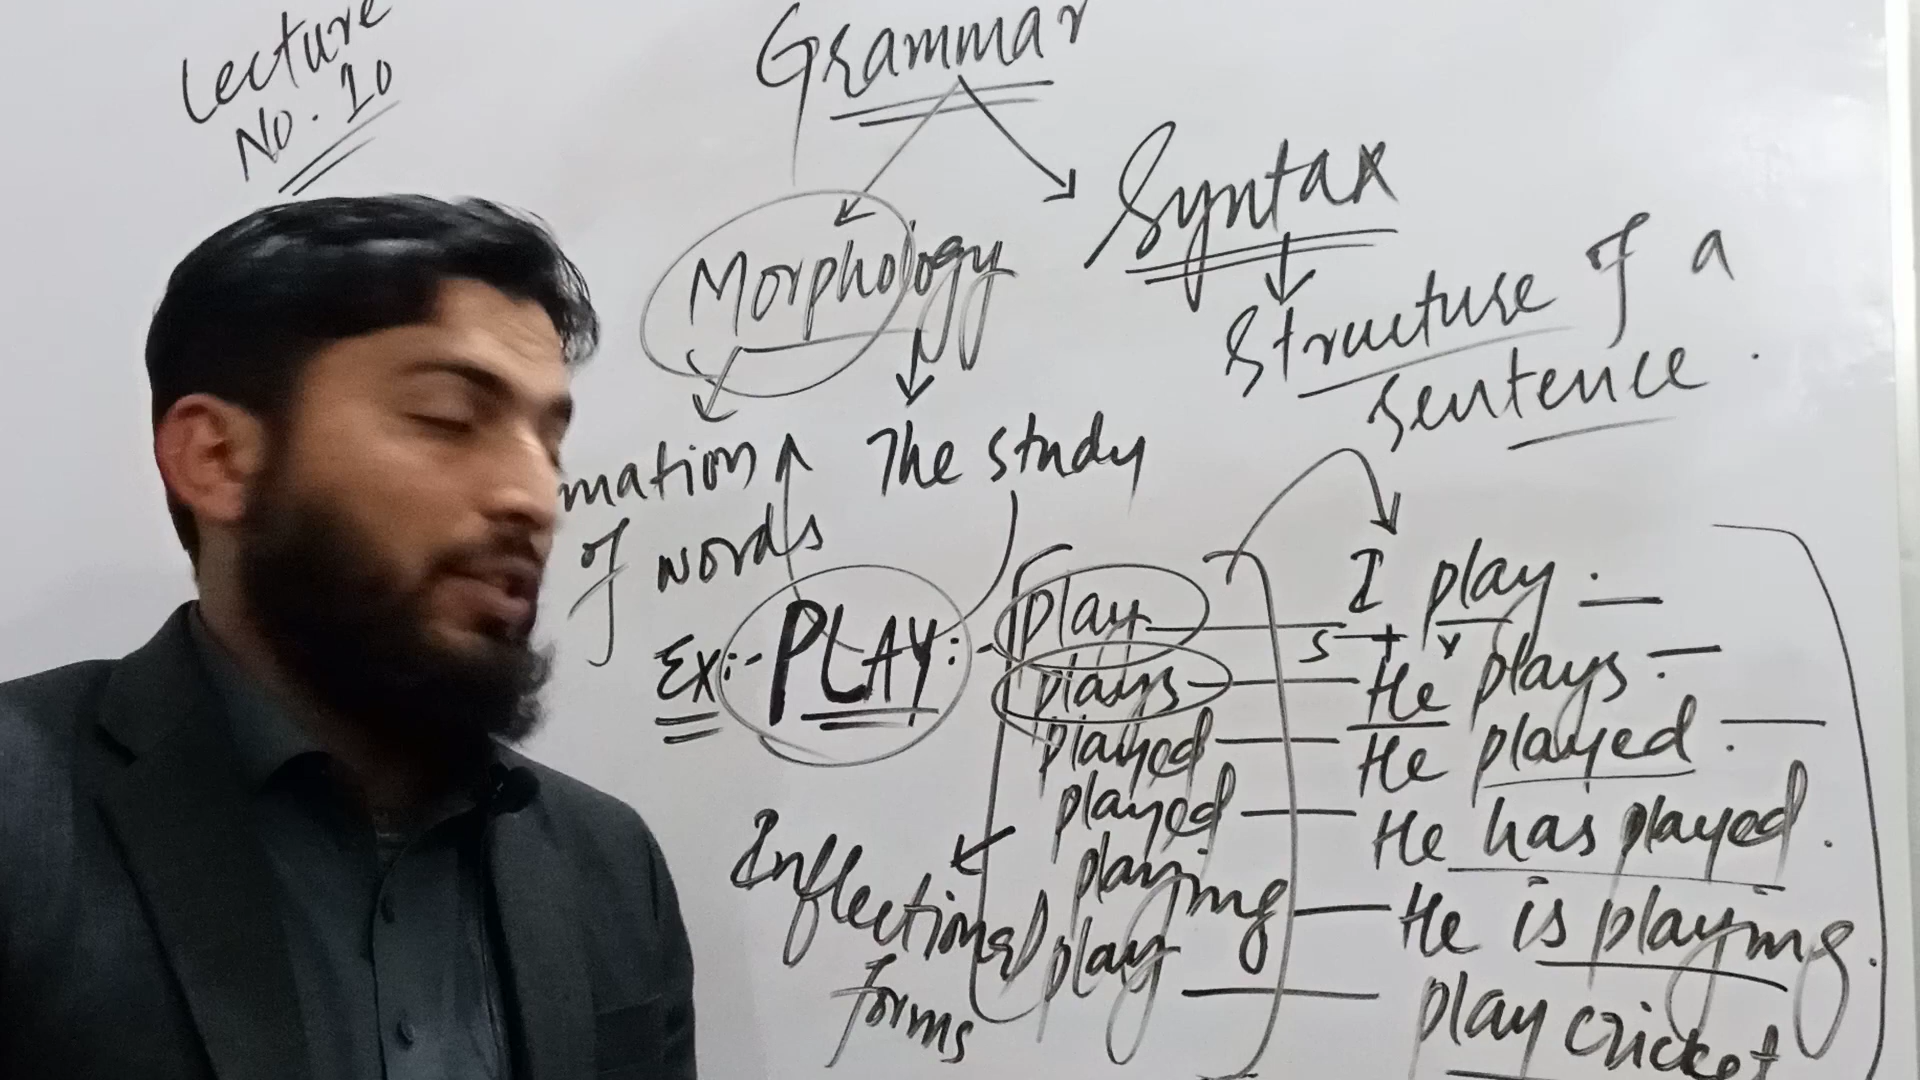 Lecture
No. 10
Grammar
Morphology
Syntax
Structure of a
sentence.
mation
of words
The study
Ex:- PLAY:-
play
plays
played
played
playing
play
I play.
S + V
He plays.
He played.
He has played.
He is playing.
play cricket
Inflectional
forms